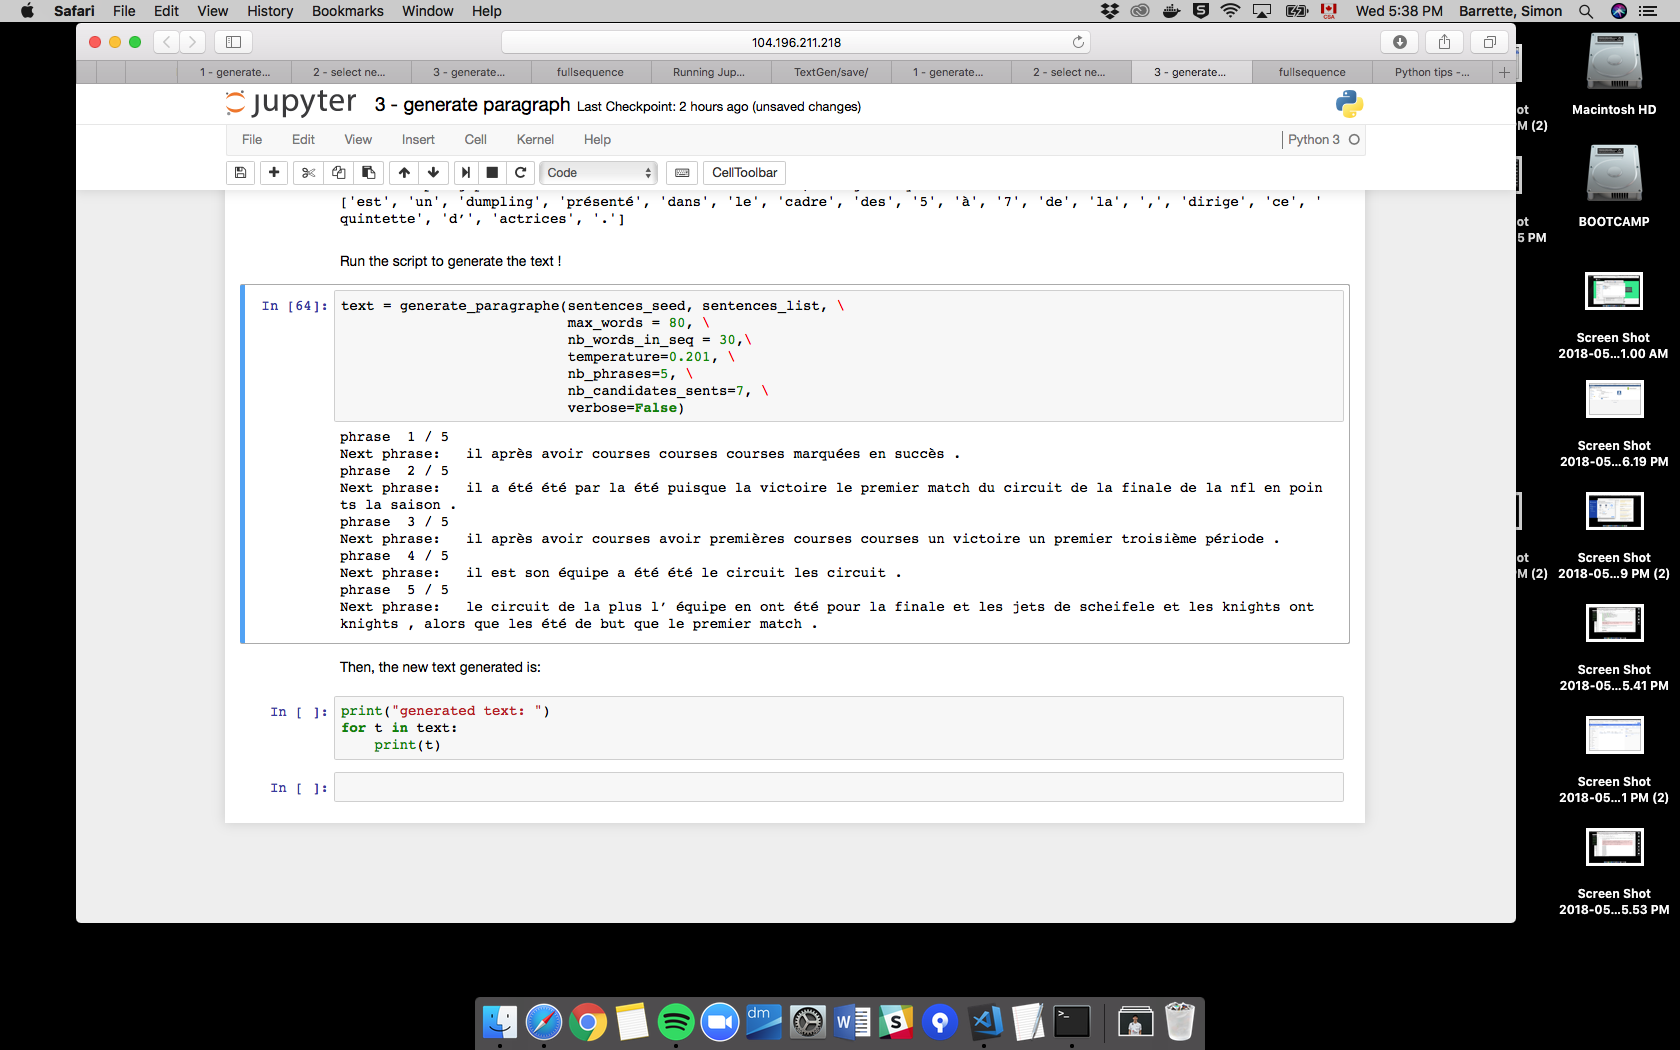 Safari File Edit View History Bookmarks Window Help Wed 5:38 PM Barrette, Simon
104.196.211.218
1 - generate... 2 - select ne... 3 - generate... fullsequence Running Jup... TextGen/save/ 1 - generate... 2 - select ne... 3 - generate... fullsequence Python tips -...
jupyter 3 - generate paragraph Last Checkpoint: 2 hours ago (unsaved changes)
File Edit View Insert Cell Kernel Help Python 3
Code CellToolbar
['est', 'un', 'dumpling', 'présenté', 'dans', 'le', 'cadre', 'des', '5', 'à', '7', 'de', 'la', ',', 'dirige', 'ce', '
quintette', 'd’', 'actrices', '.']
Run the script to generate the text !
In [64]: text = generate_paragraphe(sentences_seed, sentences_list, \
max_words = 80, \
nb_words_in_seq = 30,\
temperature=0.201, \
nb_phrases=5, \
nb_candidates_sents=7, \
verbose=False)
phrase 1 / 5
Next phrase: il après avoir courses courses courses marquées en succès .
phrase 2 / 5
Next phrase: il a été été par la été puisque la victoire le premier match du circuit de la finale de la nfl en poin
ts la saison .
phrase 3 / 5
Next phrase: il après avoir courses avoir premières courses courses un victoire un premier troisième période .
phrase 4 / 5
Next phrase: il est son équipe a été été le circuit les circuit .
phrase 5 / 5
Next phrase: le circuit de la plus l’ équipe en ont été pour la finale et les jets de scheifele et les knights ont
knights , alors que les été de but que le premier match .
Then, the new text generated is:
In [ ]: print("generated text: ")
for t in text:
print(t)
In [ ]:
Macintosh HD
ot
M (2)
BOOTCAMP
ot
5 PM
Screen Shot
2018-05...1.00 AM
Screen Shot
2018-05...6.19 PM
ot
M (2)
Screen Shot
2018-05...9 PM (2)
Screen Shot
2018-05...5.41 PM
Screen Shot
2018-05...1 PM (2)
Screen Shot
2018-05...5.53 PM
dm
W
S